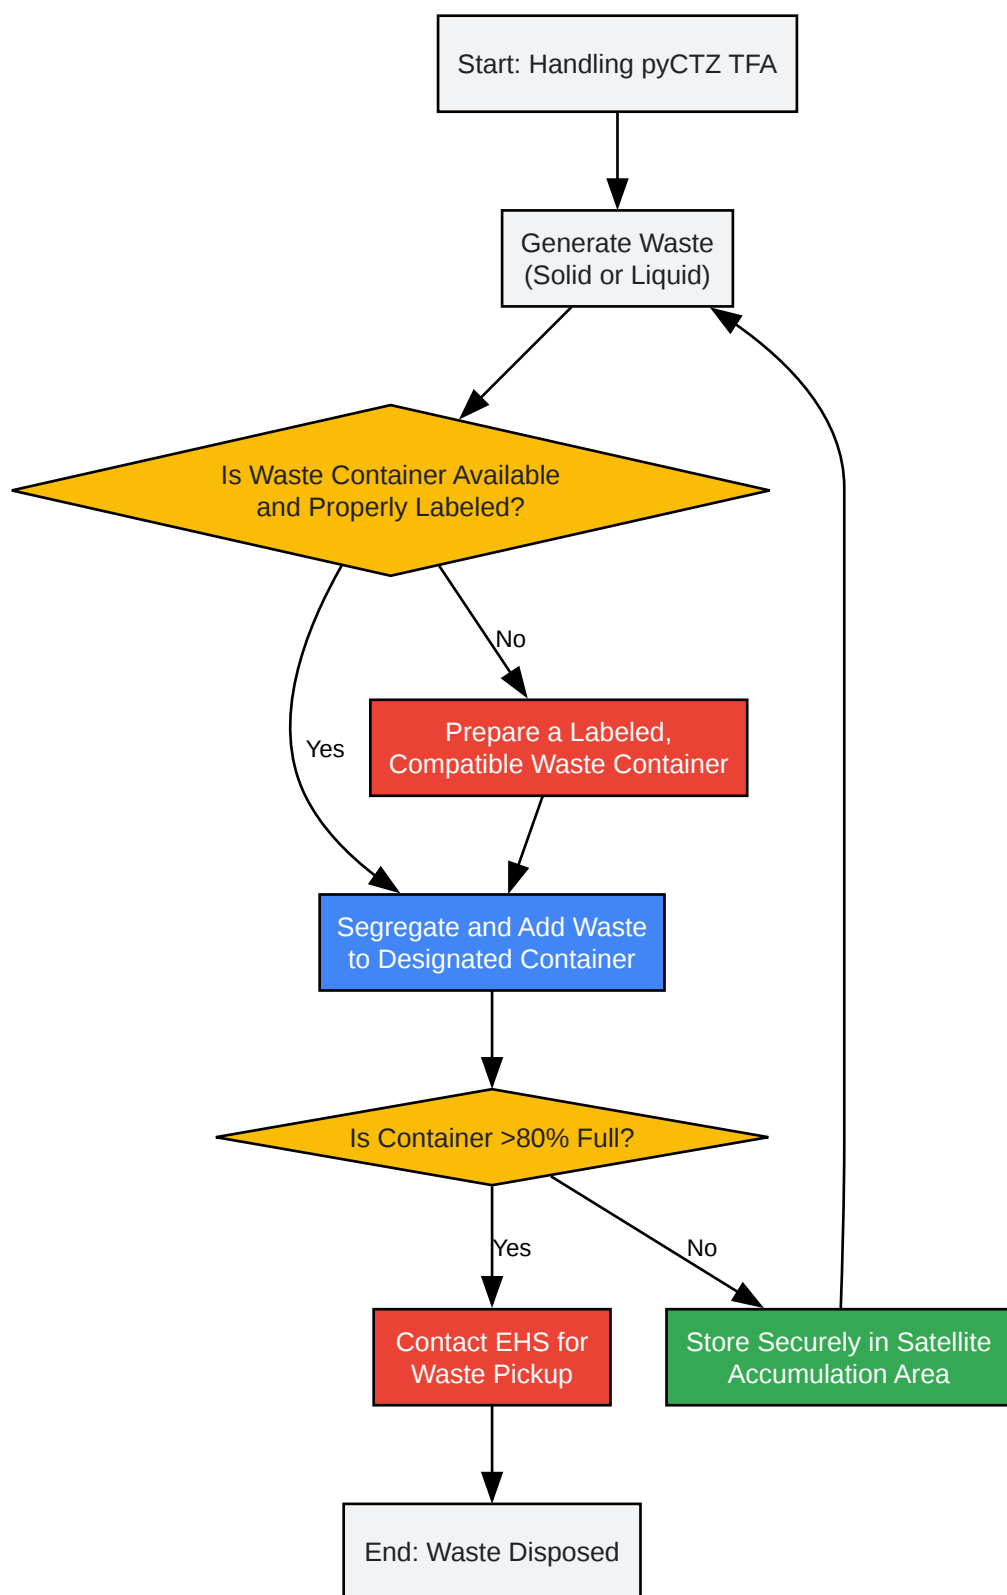 Start: Handling pyCTZ TFA
Generate Waste
(Solid or Liquid)
Is Waste Container Available
and Properly Labeled?
No
Prepare a Labeled,
Compatible Waste Container
Yes
Segregate and Add Waste
to Designated Container
Is Container >80% Full?
Yes
No
Contact EHS for
Waste Pickup
Store Securely in Satellite
Accumulation Area
End: Waste Disposed